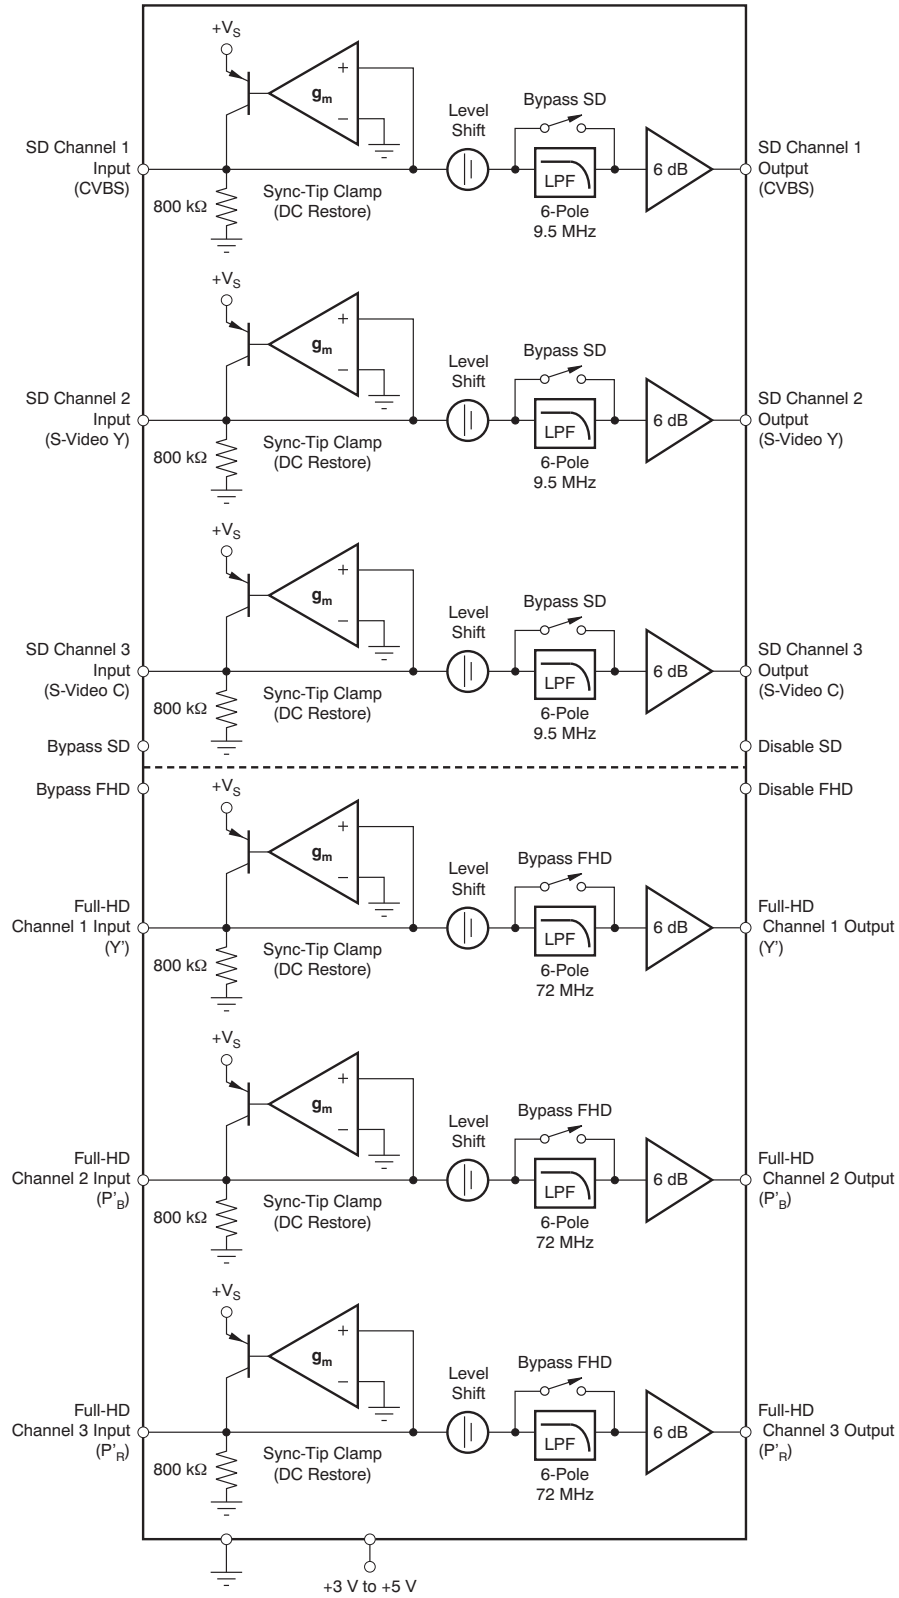 +VS
+
gm
−
SD Channel 1
Input
(CVBS)
800 kΩ
Sync-Tip Clamp
(DC Restore)
Level
Shift
Bypass SD
LPF
6-Pole
9.5 MHz
6 dB
SD Channel 1
Output
(CVBS)
+VS
+
gm
−
SD Channel 2
Input
(S-Video Y)
800 kΩ
Sync-Tip Clamp
(DC Restore)
Level
Shift
Bypass SD
LPF
6-Pole
9.5 MHz
6 dB
SD Channel 2
Output
(S-Video Y)
+VS
+
gm
−
SD Channel 3
Input
(S-Video C)
800 kΩ
Sync-Tip Clamp
(DC Restore)
Level
Shift
Bypass SD
LPF
6-Pole
9.5 MHz
6 dB
SD Channel 3
Output
(S-Video C)
Bypass SD
Disable SD
Bypass FHD
Disable FHD
+VS
+
gm
−
Full-HD
Channel 1 Input
(Y')
800 kΩ
Sync-Tip Clamp
(DC Restore)
Level
Shift
Bypass FHD
LPF
6-Pole
72 MHz
6 dB
Full-HD
Channel 1 Output
(Y')
+VS
+
gm
−
Full-HD
Channel 2 Input
(P'B)
800 kΩ
Sync-Tip Clamp
(DC Restore)
Level
Shift
Bypass FHD
LPF
6-Pole
72 MHz
6 dB
Full-HD
Channel 2 Output
(P'B)
+VS
+
gm
−
Full-HD
Channel 3 Input
(P'R)
800 kΩ
Sync-Tip Clamp
(DC Restore)
Level
Shift
Bypass FHD
LPF
6-Pole
72 MHz
6 dB
Full-HD
Channel 3 Output
(P'R)
+3 V to +5 V